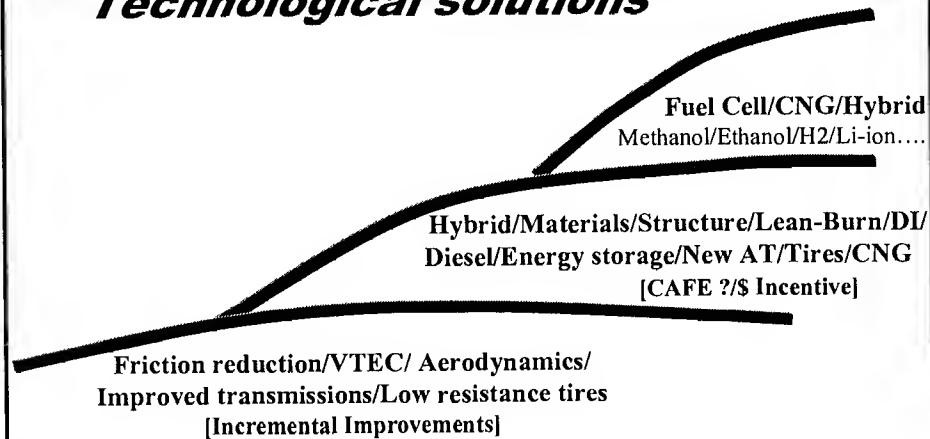 Technological solutions
Fuel Cell/CNG/Hybrid
Methanol/Ethanol/H2/Li-ion....
Hybrid/Materials/Structure/Lean-Burn/DI/
Diesel/Energy storage/New AT/Tires/CNG
[CAFE ?/$ Incentive]
Friction reduction/VTEC/ Aerodynamics/
Improved transmissions/Low resistance tires
[Incremental Improvements]